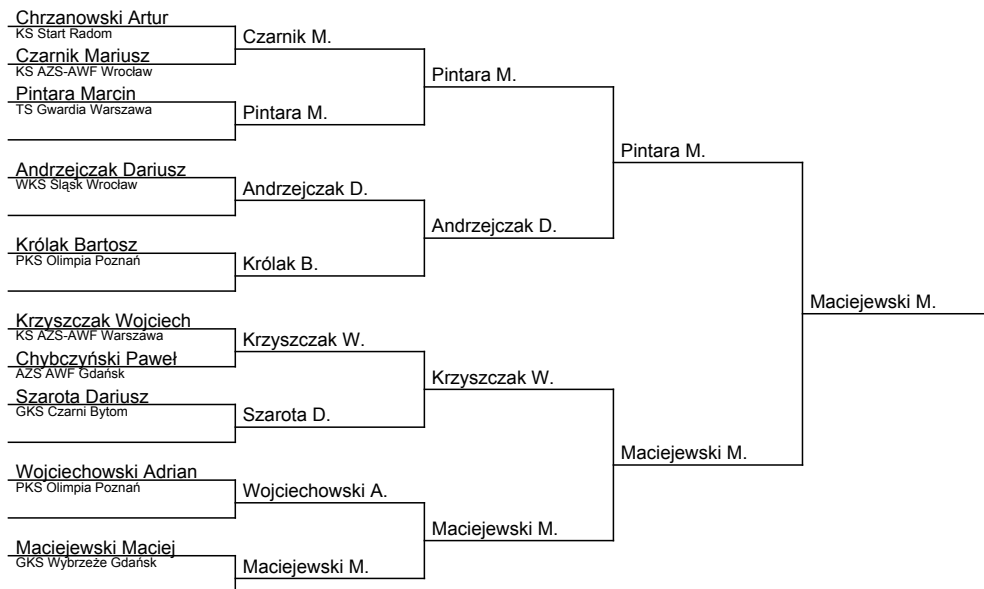 Chrzanowski Artur
KS Start Radom
Czarnik Mariusz
KS AZS-AWF Wrocław
Pintara Marcin
TS Gwardia Warszawa
Andrzejczak Dariusz
WKS Śląsk Wrocław
Królak Bartosz
PKS Olimpia Poznań
Krzyszczak Wojciech
KS AZS-AWF Warszawa
Chybczyński Paweł
AZS AWF Gdańsk
Szarota Dariusz
GKS Czarni Bytom
Wojciechowski Adrian
PKS Olimpia Poznań
Maciejewski Maciej
GKS Wybrzeże Gdańsk
Czarnik M.
Pintara M.
Andrzejczak D.
Królak B.
Krzyszczak W.
Szarota D.
Wojciechowski A.
Maciejewski M.
Pintara M.
Andrzejczak D.
Krzyszczak W.
Maciejewski M.
Pintara M.
Maciejewski M.
Maciejewski M.